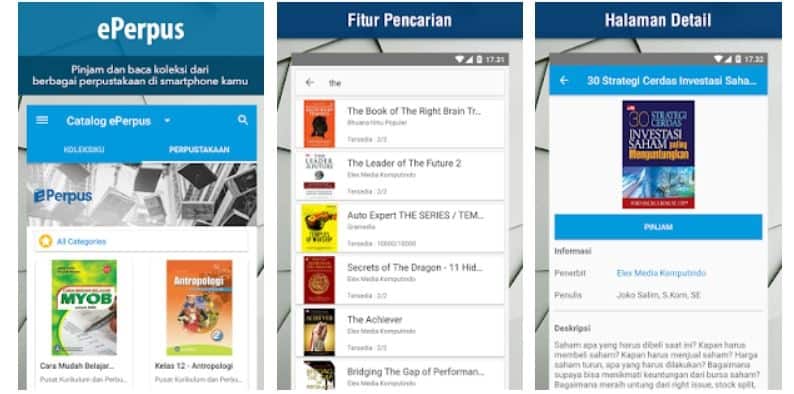 ePerpus
Pinjam dan baca koleksi dari
berbagai perpustakaan di smartphone kamu
Catalog ePerpus
KOLEKSIKU
PERPUSTAKAAN
ePerpus
All Categories
MYOB
Antropologi
2
Cara Mudah Belajar...
Pusat Kurikulum dan Perbu...
Kelas 12 - Antropologi
Pusat Kurikulum dan Perbu...
Fitur Pencarian
17.31
the
The Book of The Right Brain Tr...
Bhuana Ilmu Populer
Tersedia : 2/2
The Leader of The Future 2
Elex Media Komputindo
Tersedia : 2/2
Auto Expert THE SERIES / TEM...
Gramedia
Tersedia : 10000/10000
Secrets of The Dragon - 11 Hid...
Elex Media Komputindo
Tersedia : 2/2
The Achiever
Elex Media Komputindo
Tersedia : 2/2
Bridging The Gap of Performan...
Elex Media Komputindo
Halaman Detail
17.32
30 Strategi Cerdas Investasi Saha...
30 STRATEGI
CERDAS
INVESTASI
SAHAM paling
Menguntungkan
PINJAM
Informasi
Penerbit
Elex Media Komputindo
Penulis
Joko Salim, S.Kom, SE
Deskripsi
Saham apa yang harus dibeli saat ini? Kapan harus
membeli saham? Kapan harus menjual saham? Harga
saham turun, apa yang harus dilakukan? Bagaimana
supaya bisa menikmati keuntungan dari bursa saham?
Bagaimana meraih untung dari right issue, stock split,